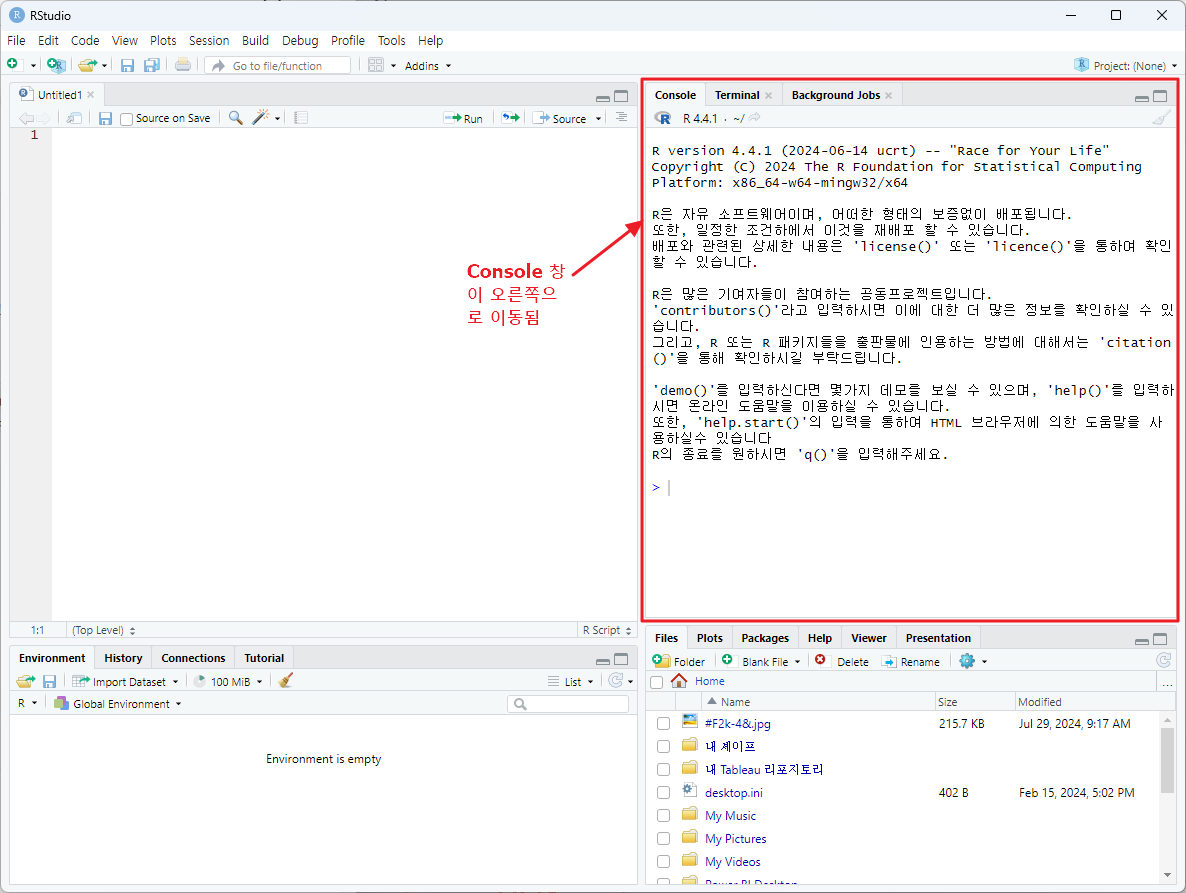 RStudio
File Edit Code View Plots Session Build Debug Profile Tools Help
Go to file/function Addins Project: (None)
Untitled1
Source on Save Run Source
1
1:1 (Top Level) R Script
Console 창
이 오른쪽으
로 이동됨
Console Terminal Background Jobs
R 4.4.1 · ~/
R version 4.4.1 (2024-06-14 ucrt) -- "Race for Your Life"
Copyright (C) 2024 The R Foundation for Statistical Computing
Platform: x86_64-w64-mingw32/x64
R은 자유 소프트웨어이며, 어떠한 형태의 보증없이 배포됩니다.
또한, 일정한 조건하에서 이것을 재배포 할 수 있습니다.
배포와 관련된 상세한 내용은 'license()' 또는 'licence()'을 통하여 확인
할 수 있습니다.
R은 많은 기여자들이 참여하는 공동프로젝트입니다.
'contributors()'라고 입력하시면 이에 대한 더 많은 정보를 확인하실 수 있
습니다.
그리고, R 또는 R 패키지들을 출판물에 인용하는 방법에 대해서는 'citation
()'을 통해 확인하시길 부탁드립니다.
'demo()'를 입력하신다면 몇가지 데모를 보실 수 있으며, 'help()'를 입력하
시면 온라인 도움말을 이용하실 수 있습니다.
또한, 'help.start()'의 입력을 통하여 HTML 브라우저에 의한 도움말을 사
용하실수 있습니다
R의 종료를 원하시면 'q()'을 입력해주세요.
>
Environment History Connections Tutorial
Import Dataset 100 MiB List
R Global Environment
Environment is empty
Files Plots Packages Help Viewer Presentation
Folder Blank File Delete Rename
Home ...
Name Size Modified
#F2k-4&.jpg 215.7 KB Jul 29, 2024, 9:17 AM
내 셰이프
내 Tableau 리포지토리
desktop.ini 402 B Feb 15, 2024, 5:02 PM
My Music
My Pictures
My Videos
Power BI Desktop